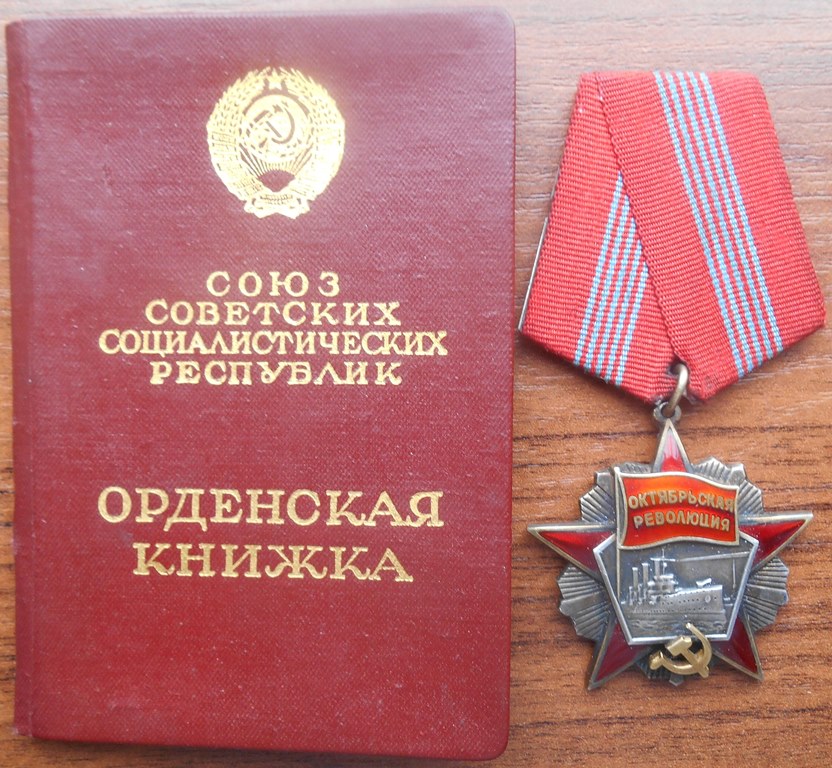 СОЮЗ
СОВЕТСКИХ
СОЦИАЛИСТИЧЕСКИХ
РЕСПУБЛИК
ОРДЕНСКАЯ
КНИЖКА
ОКТЯБРЬСКАЯ
РЕВОЛЮЦИЯ